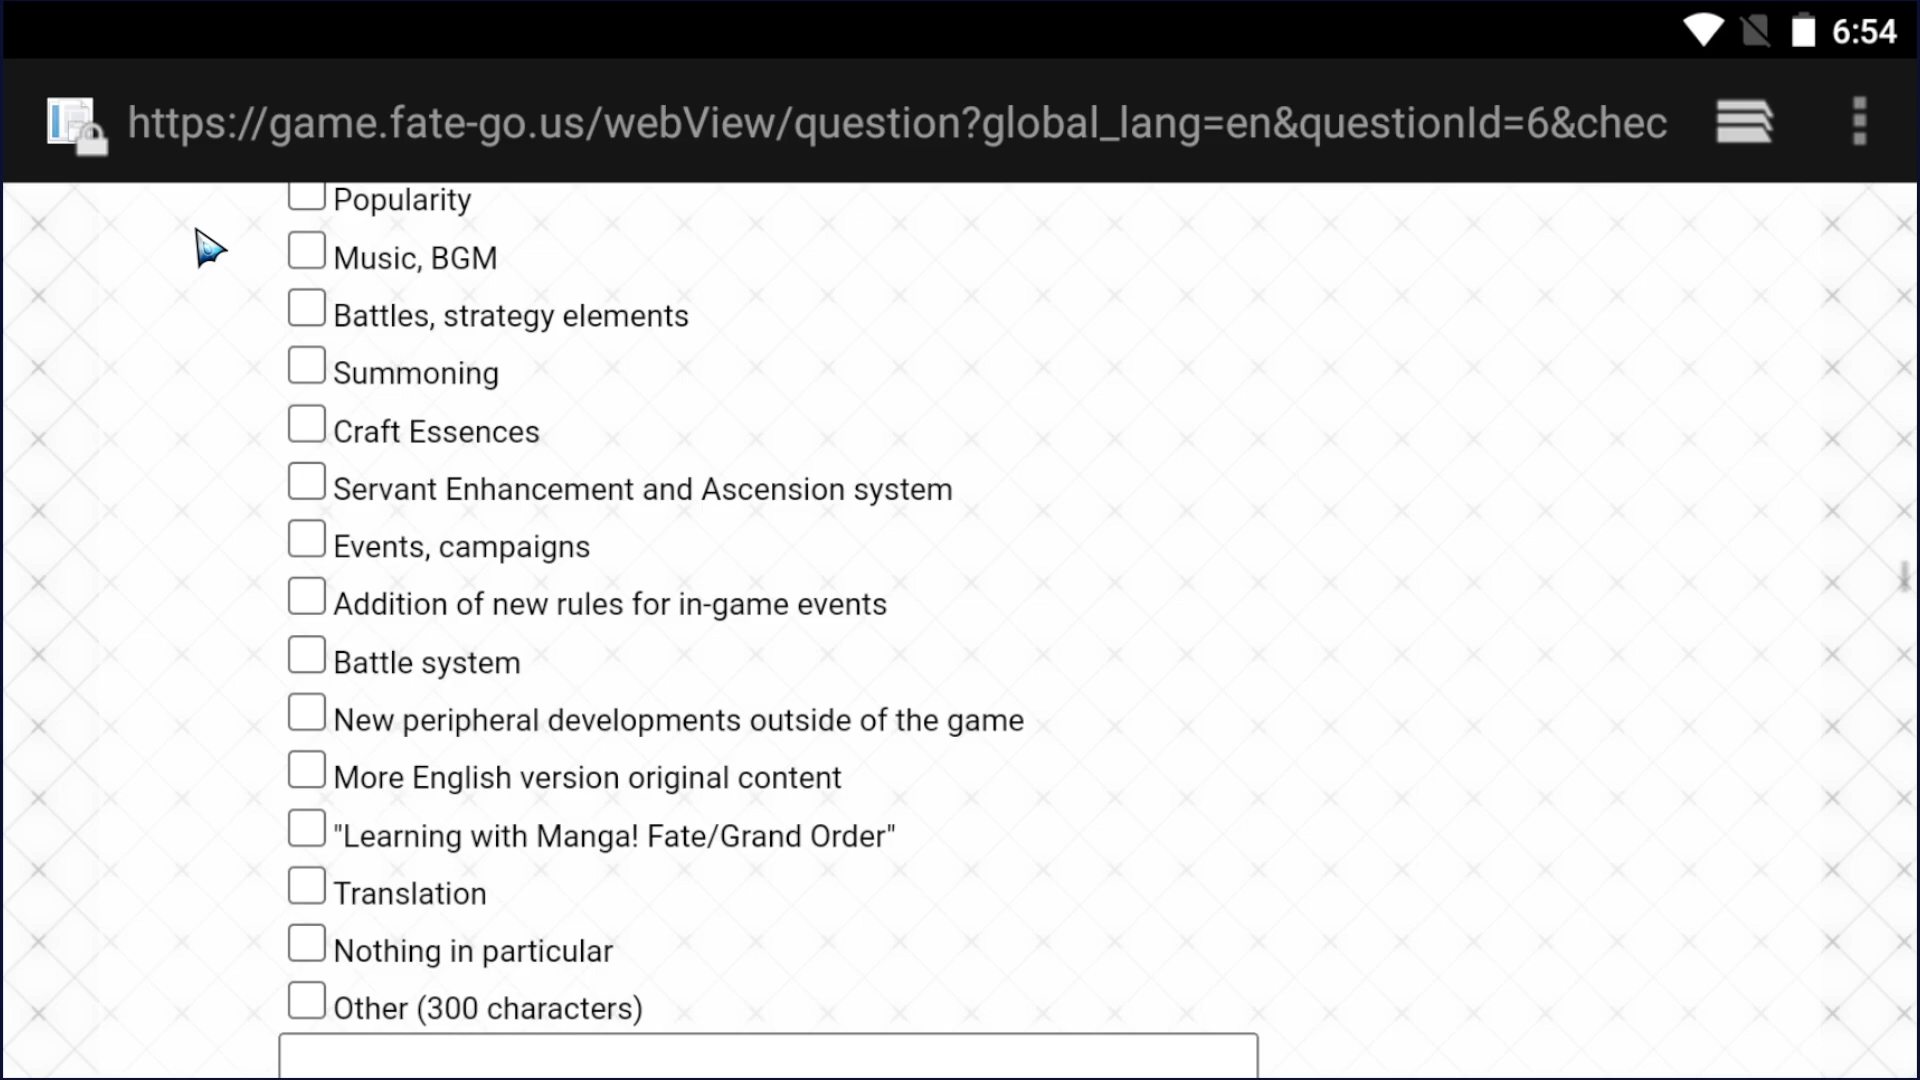 6:54
https://game.fate-go.us/webView/question?global_lang=en&questionId=6&chec
Popularity
Music, BGM
Battles, strategy elements
Summoning
Craft Essences
Servant Enhancement and Ascension system
Events, campaigns
Addition of new rules for in-game events
Battle system
New peripheral developments outside of the game
More English version original content
"Learning with Manga! Fate/Grand Order"
Translation
Nothing in particular
Other (300 characters)